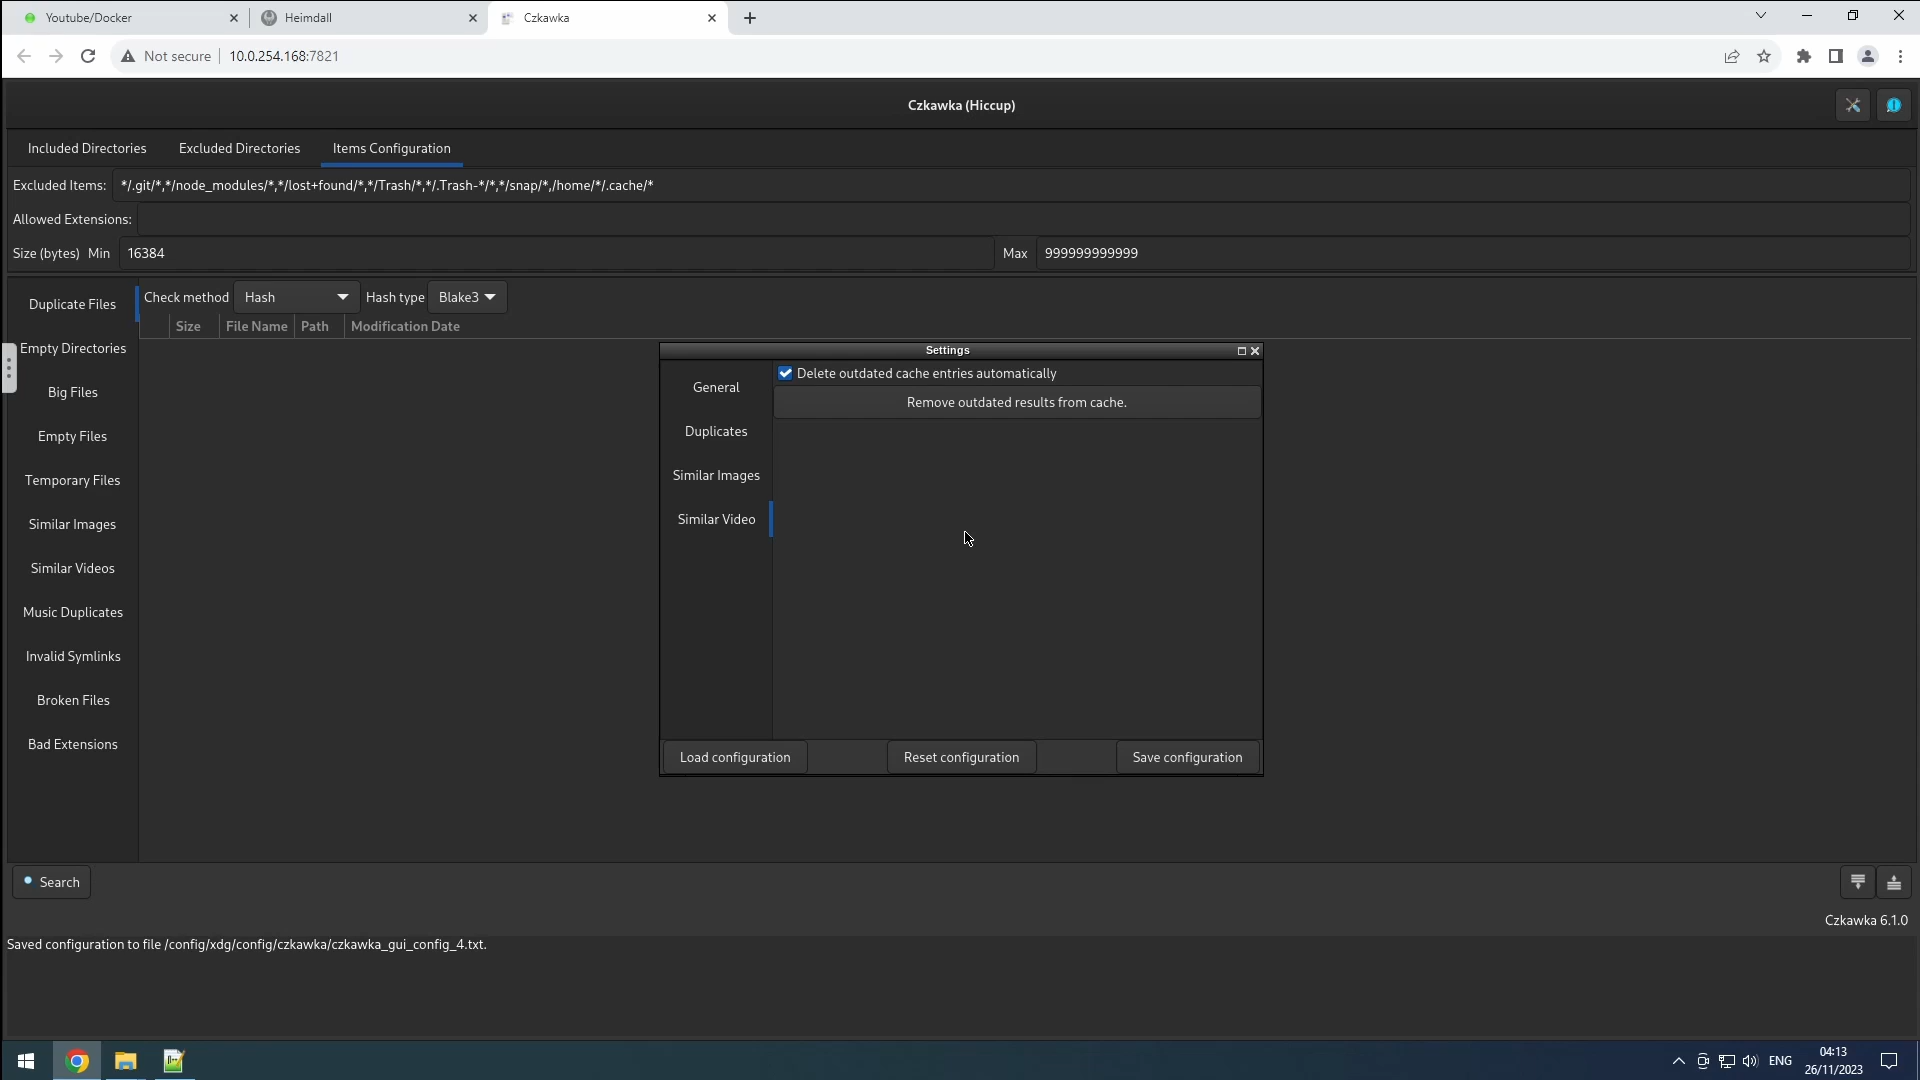 Youtube/Docker
Heimdall
Czkawka
Not secure
10.0.254.168:7821
Czkawka (Hiccup)
Included Directories
Excluded Directories
Items Configuration
Excluded Items: */.git/*,*/node_modules/*,*/lost+found/*,*/Trash/*,*/.Trash-*/*,*/snap/*,/home/*/.cache/*
Allowed Extensions:
Size (bytes) Min 16384 Max 999999999999
Duplicate Files
Empty Directories
Big Files
Empty Files
Temporary Files
Similar Images
Similar Videos
Music Duplicates
Invalid Symlinks
Broken Files
Bad Extensions
Check method Hash Hash type Blake3
Size File Name Path Modification Date
Settings
General
Duplicates
Similar Images
Similar Video
Delete outdated cache entries automatically
Remove outdated results from cache.
Load configuration
Reset configuration
Save configuration
Search
Czkawka 6.1.0
Saved configuration to file /config/xdg/config/czkawka/czkawka_gui_config_4.txt.
ENG
04:13
26/11/2023